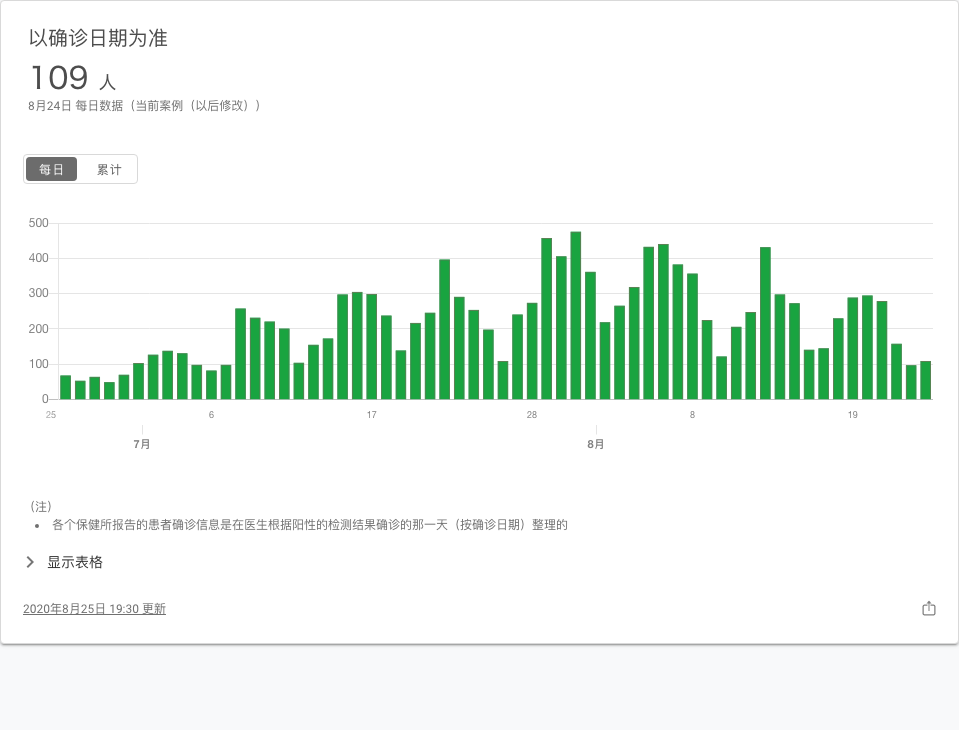 以确诊日期为准
109 人
8月24日 每日数据（当前案例（以后修改））
每日 累计
500
400
300
200
100
0
25 6 17 28 8 19
7月 8月
（注）
• 各个保健所报告的患者确诊信息是在医生根据阳性的检测结果确诊的那一天（按确诊日期）整理的
显示表格
2020年8月25日 19:30 更新